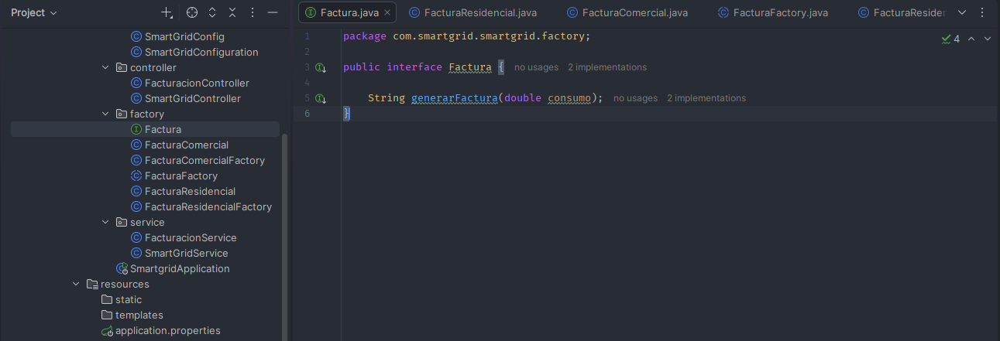 Project
SmartGridConfig
SmartGridConfiguration
controller
FacturacionController
SmartGridController
factory
Factura
FacturaComercial
FacturaComercialFactory
FacturaFactory
FacturaResidencial
FacturaResidencialFactory
service
FacturacionService
SmartGridService
SmartgridApplication
resources
static
templates
application.properties
Factura.java FacturaResidencial.java FacturaComercial.java FacturaFactory.java FacturaResider
4
1 package com.smartgrid.smartgrid.factory;
2
3 public interface Factura { no usages 2 implementations
4
5 String generarFactura(double consumo); no usages 2 implementations
6 }